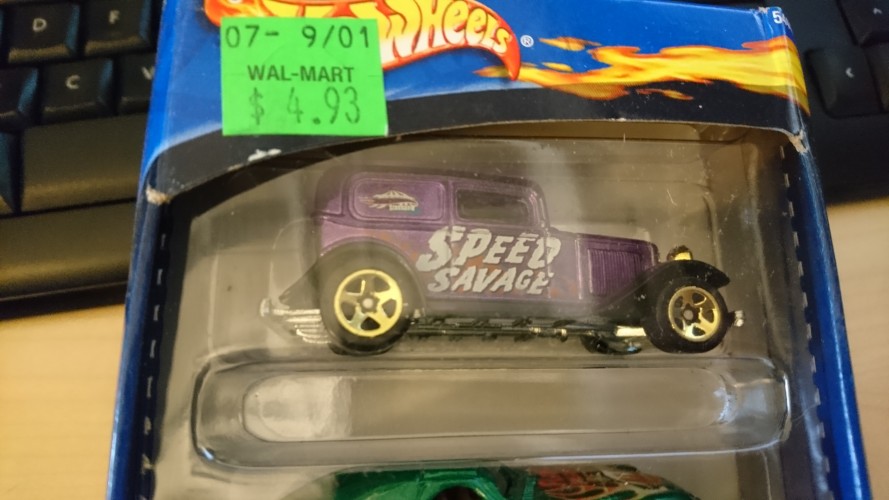 Wheels®
07- 9/01
WAL-MART
$ 4.93
SPEED
SAVAGE
D
F
C